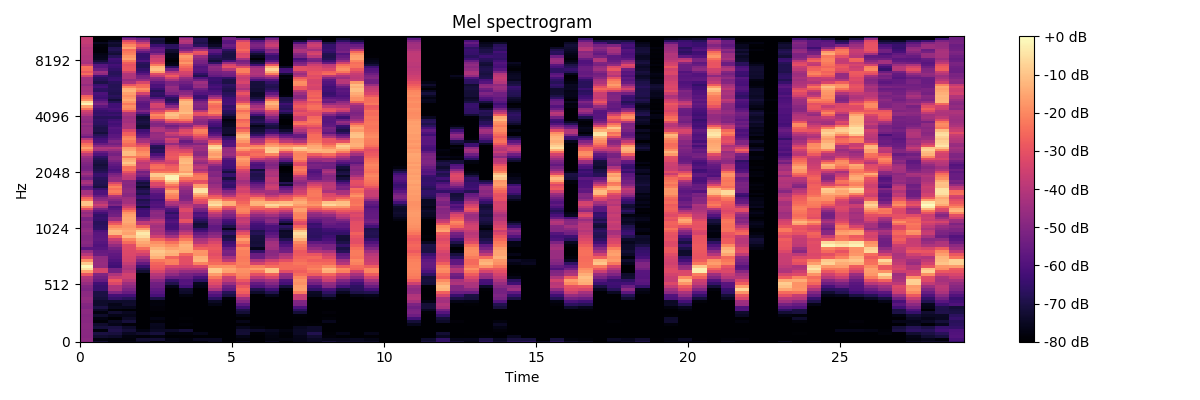 Mel spectrogram
8192
4096
2048
1024
512
0
Hz
0 5 10 15 20 25
Time
+0 dB
-10 dB
-20 dB
-30 dB
-40 dB
-50 dB
-60 dB
-70 dB
-80 dB